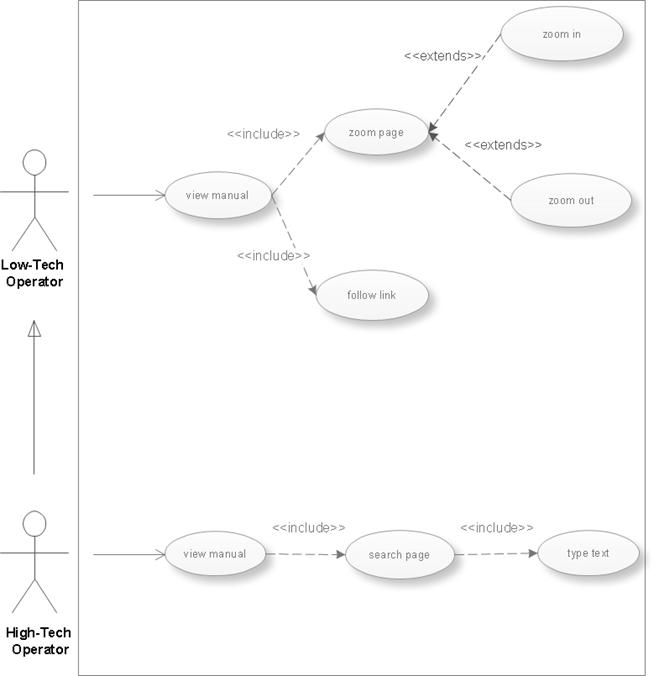 zoom in
<<extends>>
<<include>>
zoom page
<<extends>>
view manual
zoom out
<<include>>
Low-Tech
Operator
follow link
<<include>>
<<include>>
view manual
search page
type text
High-Tech
Operator